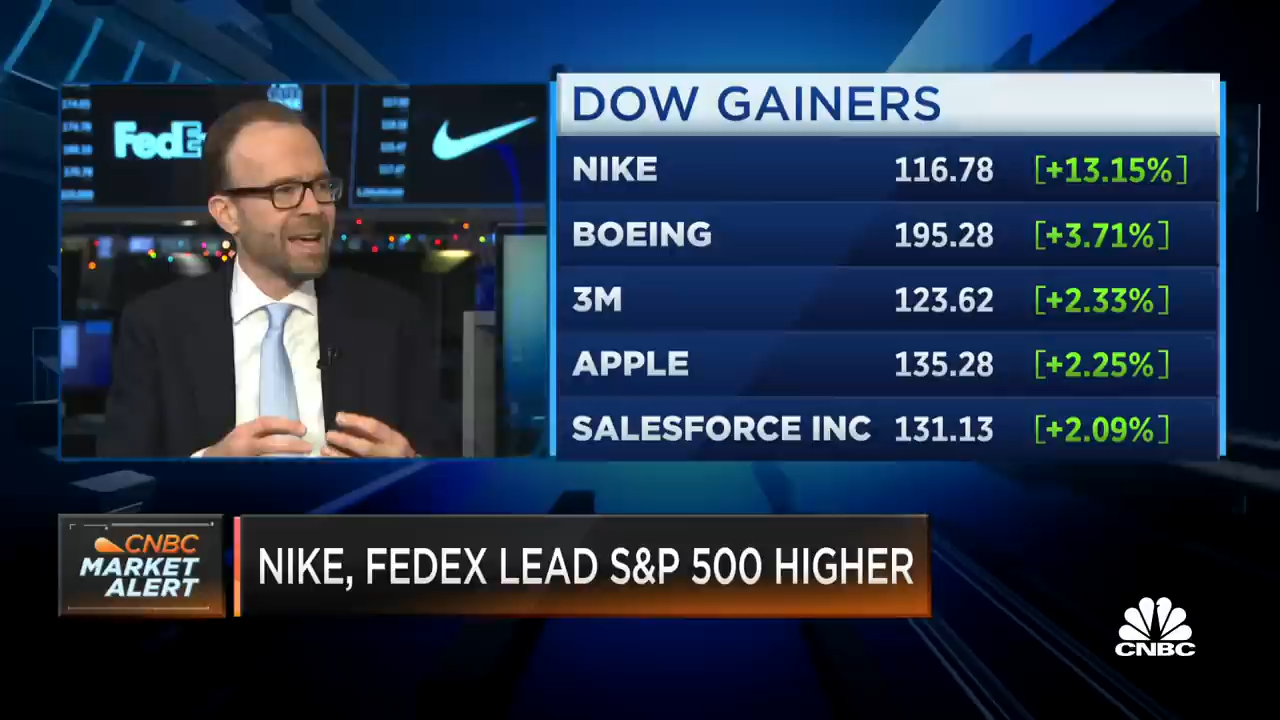 FedE
DOW GAINERS
NIKE 116.78 [+13.15%]
BOEING 195.28 [+3.71%]
3M 123.62 [+2.33%]
APPLE 135.28 [+2.25%]
SALESFORCE INC 131.13 [+2.09%]
CNBC
MARKET
ALERT
NIKE, FEDEX LEAD S&P 500 HIGHER
CNBC